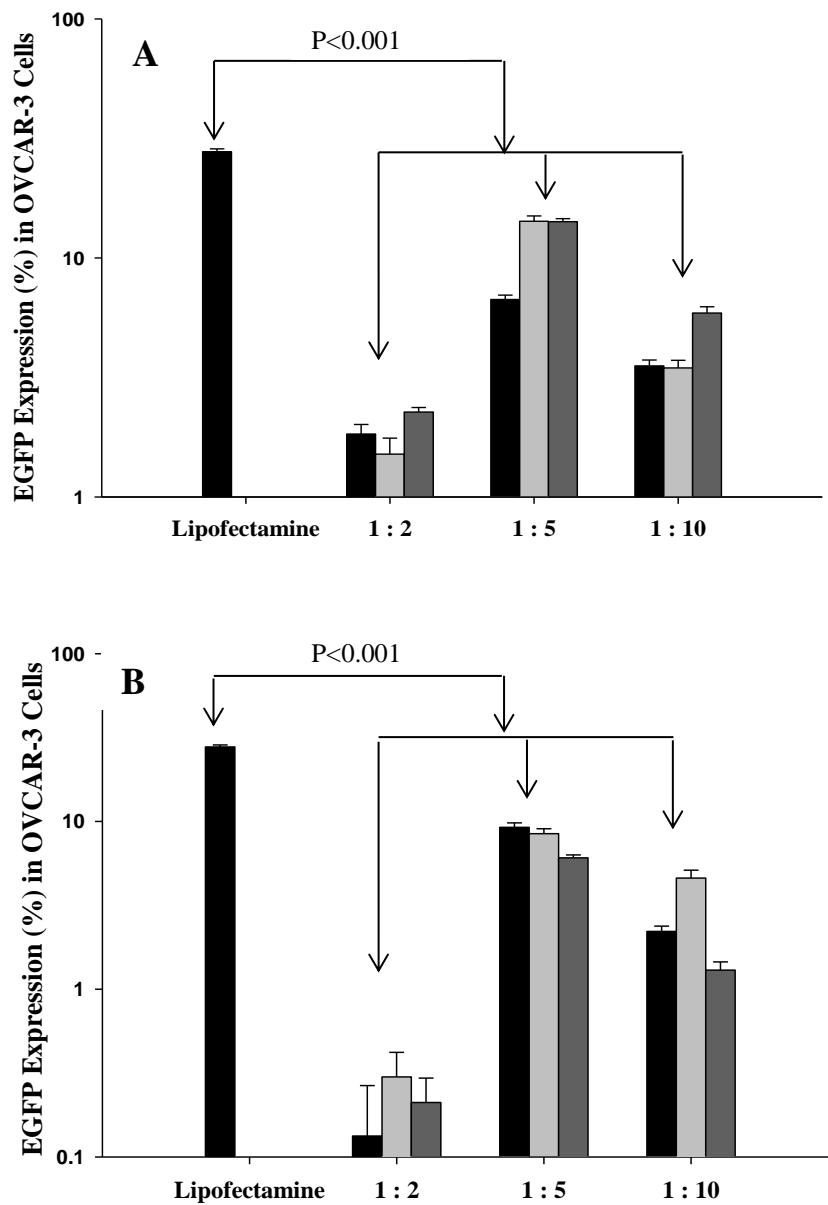 100
A
P<0.001
EGFP Expression (%) in OVCAR-3 Cells
10
1
Lipofectamine 1 : 2 1 : 5 1 : 10
100
B
P<0.001
EGFP Expression (%) in OVCAR-3 Cells
10
1
0.1
Lipofectamine 1 : 2 1 : 5 1 : 10